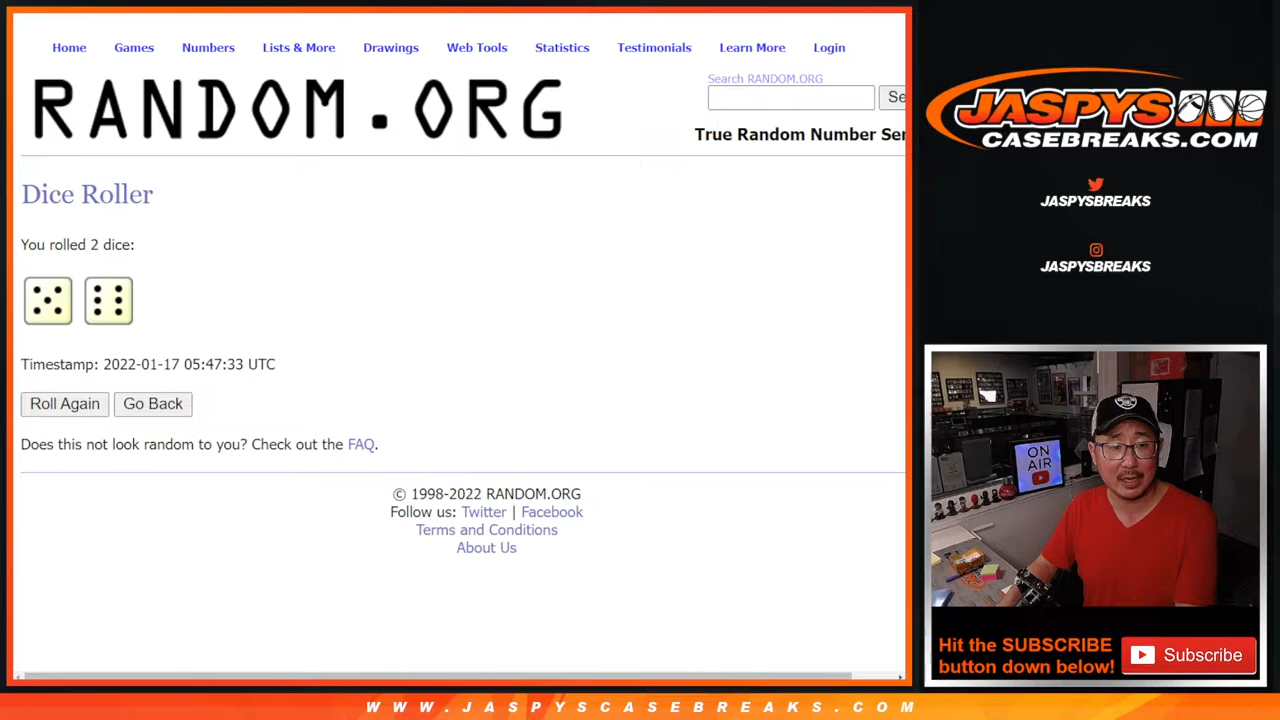 Home Games Numbers Lists & More Drawings Web Tools Statistics Testimonials Learn More Login
RANDOM.ORG
Search RANDOM.ORG
Se
True Random Number Ser
Dice Roller
You rolled 2 dice:
Timestamp: 2022-01-17 05:47:33 UTC
Roll Again Go Back
Does this not look random to you? Check out the FAQ.
© 1998-2022 RANDOM.ORG
Follow us: Twitter | Facebook
Terms and Conditions
About Us
JASPYS
CASEBREAKS.COM
JASPYSBREAKS
JASPYSBREAKS
ON
AIR
Hit the SUBSCRIBE
button down below!
Subscribe
WWW.JASPYSCASEBREAKS.COM